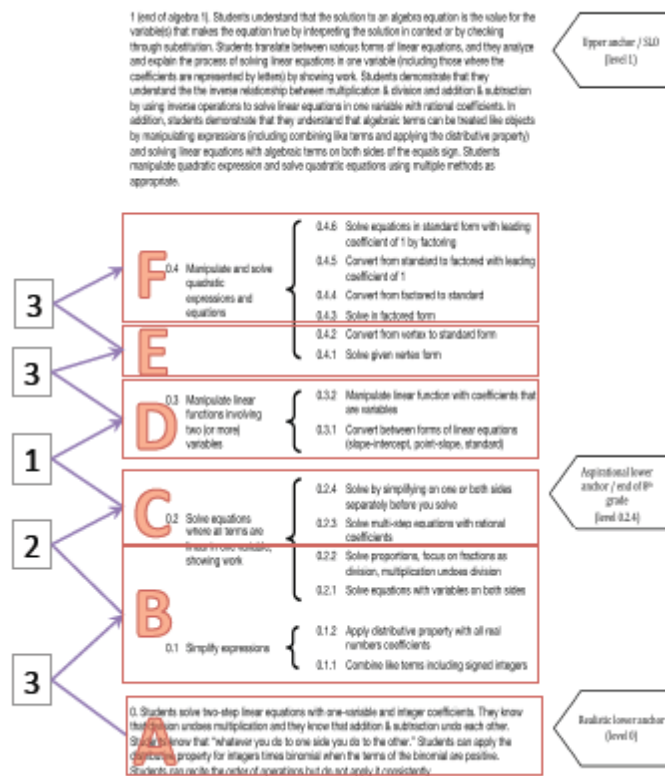 1 (end of algebra 1). Students understand that the solution to an algebra equation is the value for the
variable(s) that makes the equation true by interpreting the solution in context or by checking
through substitution. Students translate between various forms of linear equations, and they analyze
and explain the process of solving linear equations in one variable (including those where the
coefficients are represented by letters) by showing work. Students demonstrate that they
understand the the inverse relationship between multiplication & division and addition & subtraction
by using inverse operations to solve linear equations in one variable with rational coefficients. In
addition, students demonstrate that they understand that algebraic terms can be treated like objects
by manipulating expressions (including combining like terms and applying the distributive property)
and solving linear equations with algebraic terms on both sides of the equals sign. Students
manipulate quadratic expression and solve quadratic equations using multiple methods as
appropriate.
Upper anchor / SLO
(level 1)
3
3
1
2
3
F
0.4 Manipulate and solve
quadratic
expressions and
equations
0.4.6 Solve equations in standard form with leading
coefficient of 1 by factoring
0.4.5 Convert from standard to factored with leading
coefficient of 1
0.4.4 Convert from factored to standard
0.4.3 Solve in factored form
E
0.4.2 Convert from vertex to standard form
0.4.1 Solve given vertex form
D
0.3 Manipulate linear
functions involving
two (or more)
variables
0.3.2 Manipulate linear function with coefficients that
are variables
0.3.1 Convert between forms of linear equations
(slope-intercept, point-slope, standard)
C
0.2 Solve equations
where all terms are
linear in one variable,
showing work
0.2.4 Solve by simplifying on one or both sides
separately before you solve
0.2.3 Solve multi-step equations with rational
coefficients
Aspirational lower
anchor / end of 8th
grade
(level 0.2.4)
B
0.2.2 Solve proportions, focus on fractions as
division, multiplication undoes division
0.2.1 Solve equations with variables on both sides
0.1 Simplify expressions
0.1.2 Apply distributive property with all real
numbers coefficients
0.1.1 Combine like terms including signed integers
A
0. Students solve two-step linear equations with one-variable and integer coefficients. They know
that division undoes multiplication and they know that addition & subtraction undo each other.
Students know that "whatever you do to one side you do to the other." Students can apply the
distributive property for integers times binomial when the terms of the binomial are positive.
Students can recite the order of operations but do not apply it consistently.
Realistic lower anchor
(level 0)